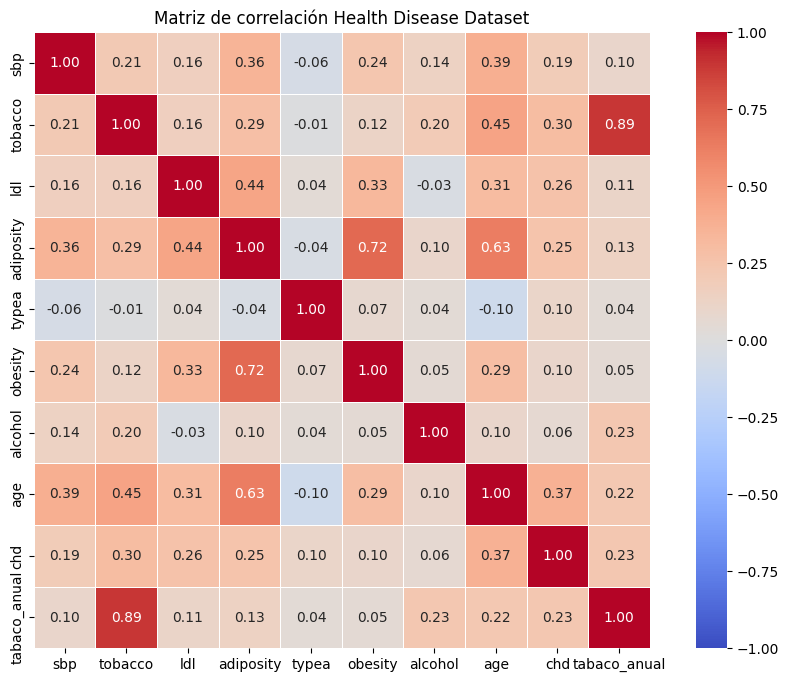 Matriz de correlación Health Disease Dataset
sbp 1.00 0.21 0.16 0.36 -0.06 0.24 0.14 0.39 0.19 0.10
tobacco 0.21 1.00 0.16 0.29 -0.01 0.12 0.20 0.45 0.30 0.89
ldl 0.16 0.16 1.00 0.44 0.04 0.33 -0.03 0.31 0.26 0.11
adiposity 0.36 0.29 0.44 1.00 -0.04 0.72 0.10 0.63 0.25 0.13
typea -0.06 -0.01 0.04 -0.04 1.00 0.07 0.04 -0.10 0.10 0.04
obesity 0.24 0.12 0.33 0.72 0.07 1.00 0.05 0.29 0.10 0.05
alcohol 0.14 0.20 -0.03 0.10 0.04 0.05 1.00 0.10 0.06 0.23
age 0.39 0.45 0.31 0.63 -0.10 0.29 0.10 1.00 0.37 0.22
chd 0.19 0.30 0.26 0.25 0.10 0.10 0.06 0.37 1.00 0.23
tabaco_anual 0.10 0.89 0.11 0.13 0.04 0.05 0.23 0.22 0.23 1.00
sbp tobacco ldl adiposity typea obesity alcohol age chd tabaco_anual
1.00
0.75
0.50
0.25
0.00
−0.25
−0.50
−0.75
−1.00